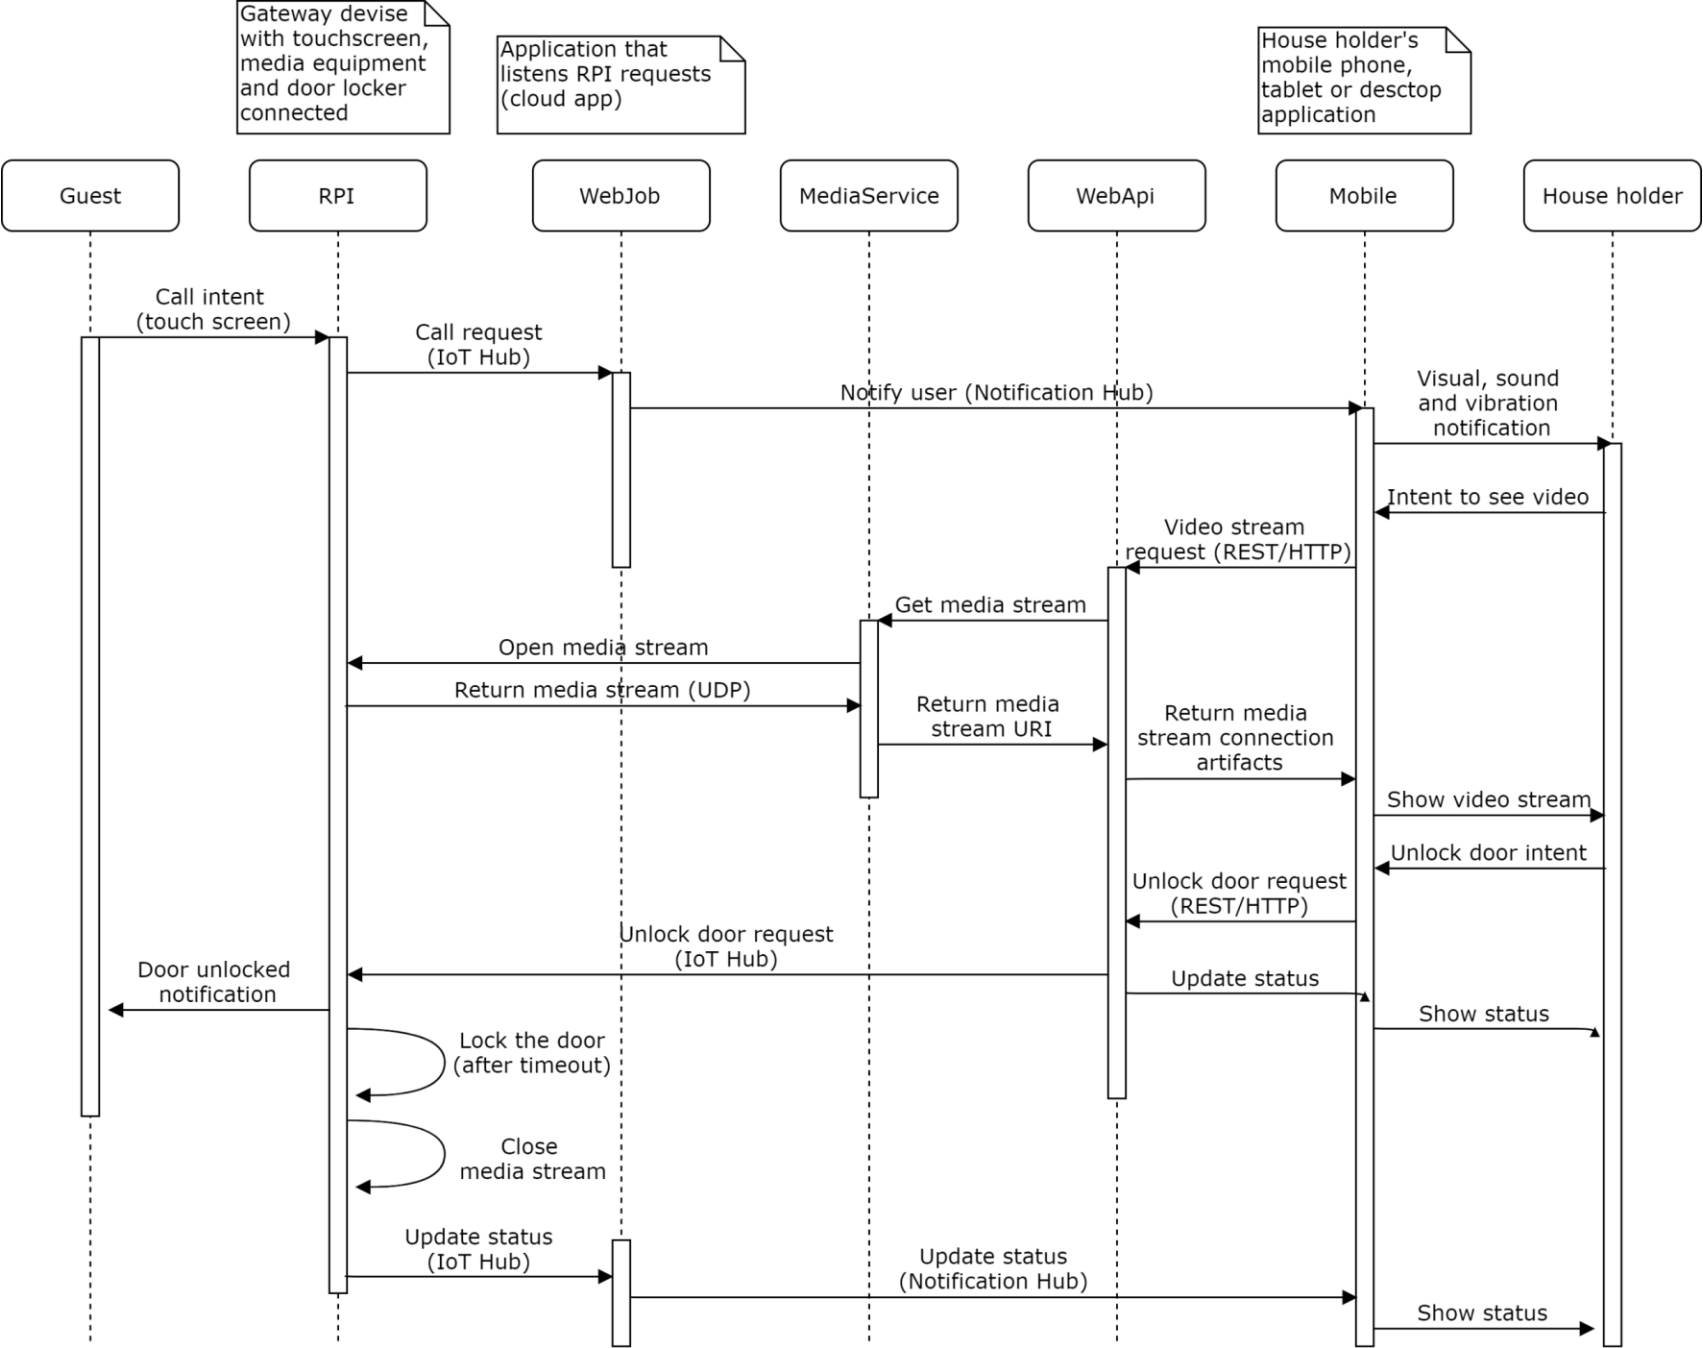 Gateway devise
with touchscreen,
media equipment
and door locker
connected
Application that
listens RPI requests
(cloud app)
House holder's
mobile phone,
tablet or desctop
application
Guest
RPI
WebJob
MediaService
WebApi
Mobile
House holder
Call intent
(touch screen)
Call request
(IoT Hub)
Notify user (Notification Hub)
Visual, sound
and vibration
notification
Intent to see video
Video stream
request (REST/HTTP)
Get media stream
Open media stream
Return media stream (UDP)
Return media
stream URI
Return media
stream connection
artifacts
Show video stream
Unlock door intent
Unlock door request
(REST/HTTP)
Unlock door request
(IoT Hub)
Door unlocked
notification
Update status
Show status
Lock the door
(after timeout)
Close
media stream
Update status
(IoT Hub)
Update status
(Notification Hub)
Show status